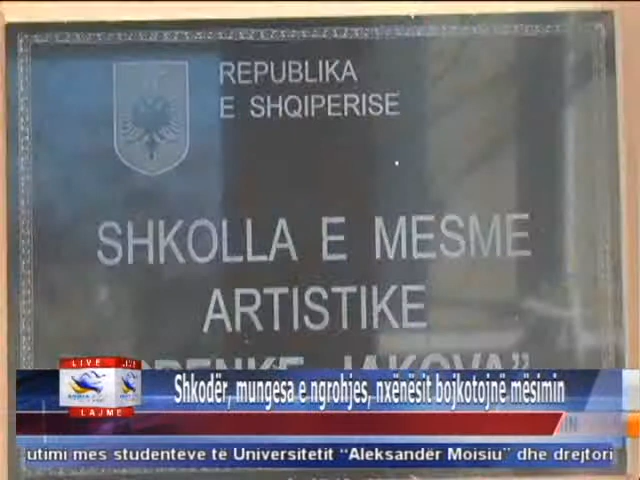 REPUBLIKA
E SHQIPERISE
SHKOLLA E MESME
ARTISTIKE
JAKOVA"
LIVE
LAJME
Shkodër, mungesa e ngrohjes, nxënësit bojkotojnë mësimin
utimi mes studentëve të Universitetit "Aleksandër Moisiu" dhe drejtori